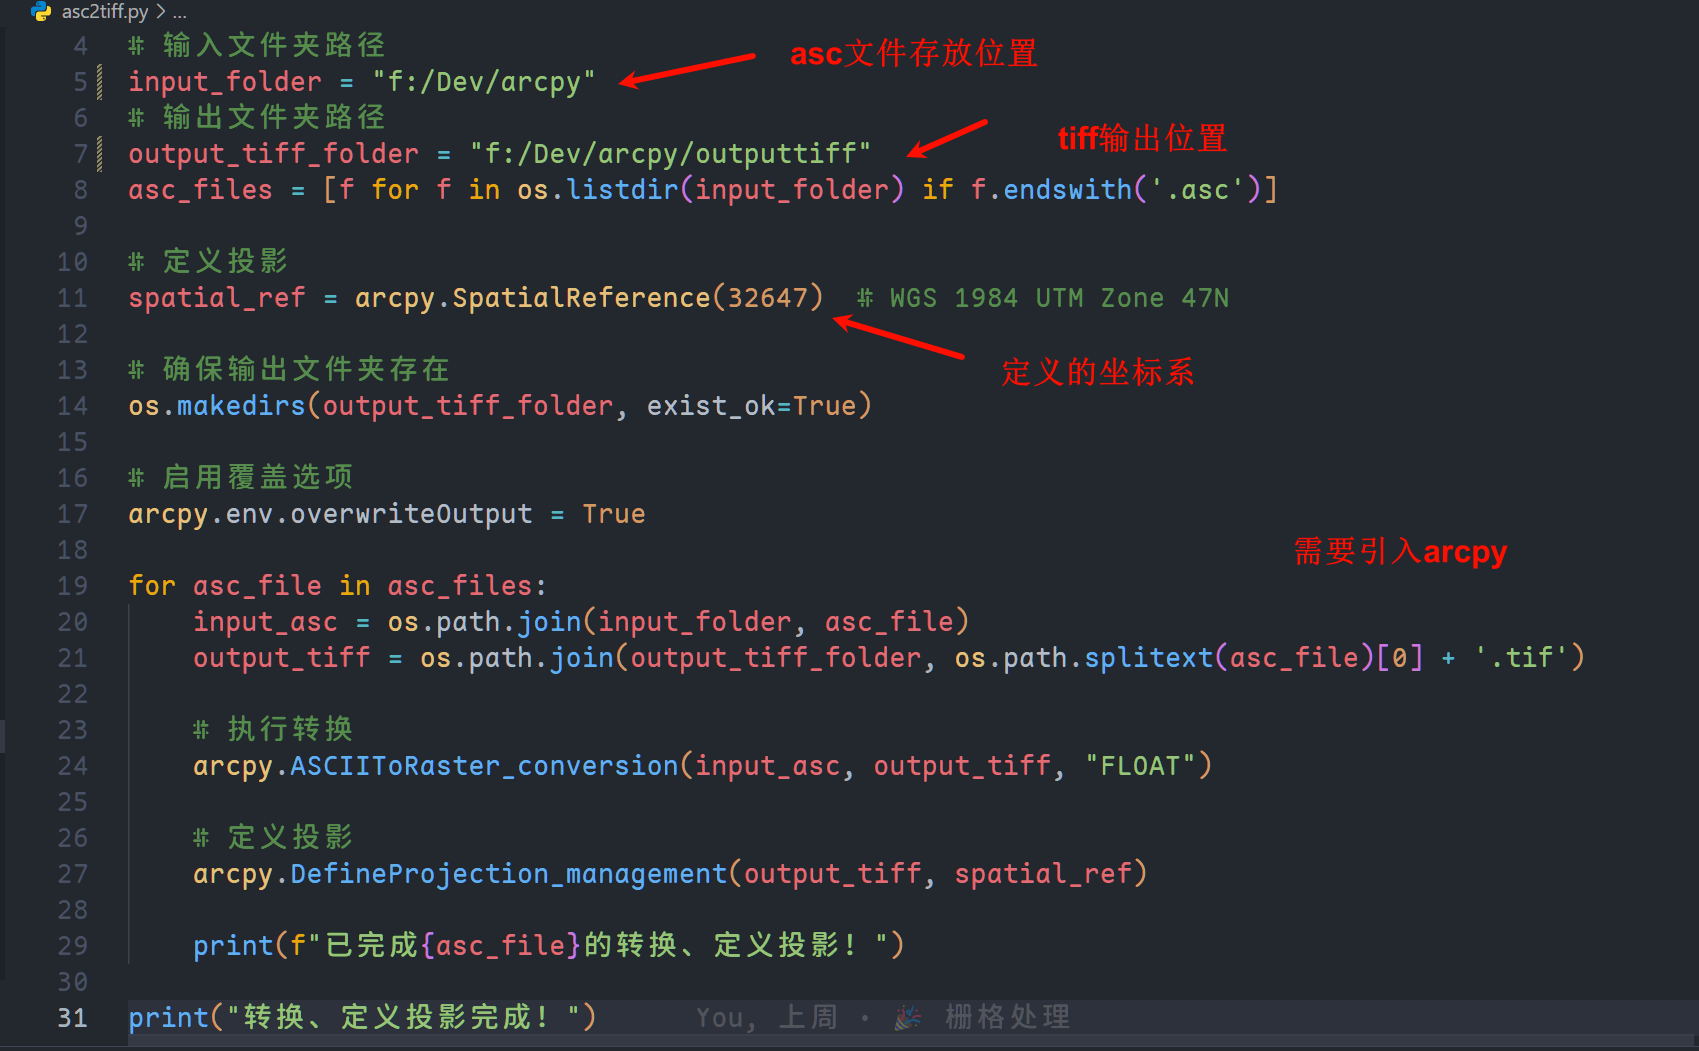 asc2tiff.py > ...
4 # 输入文件夹路径
asc文件存放位置
5 input_folder = "f:/Dev/arcpy"
6 # 输出文件夹路径
tiff输出位置
7 output_tiff_folder = "f:/Dev/arcpy/outputtiff"
8 asc_files = [f for f in os.listdir(input_folder) if f.endswith('.asc')]
9
10 # 定义投影
11 spatial_ref = arcpy.SpatialReference(32647)  # WGS 1984 UTM Zone 47N
12
定义的坐标系
13 # 确保输出文件夹存在
14 os.makedirs(output_tiff_folder, exist_ok=True)
15
16 # 启用覆盖选项
17 arcpy.env.overwriteOutput = True
18
需要引入arcpy
19 for asc_file in asc_files:
20     input_asc = os.path.join(input_folder, asc_file)
21     output_tiff = os.path.join(output_tiff_folder, os.path.splitext(asc_file)[0] + '.tif')
22
23     # 执行转换
24     arcpy.ASCIIToRaster_conversion(input_asc, output_tiff, "FLOAT")
25
26     # 定义投影
27     arcpy.DefineProjection_management(output_tiff, spatial_ref)
28
29     print(f"已完成{asc_file}的转换、定义投影！")
30
31 print("转换、定义投影完成！")    You, 上周 • 🎉 栅格处理